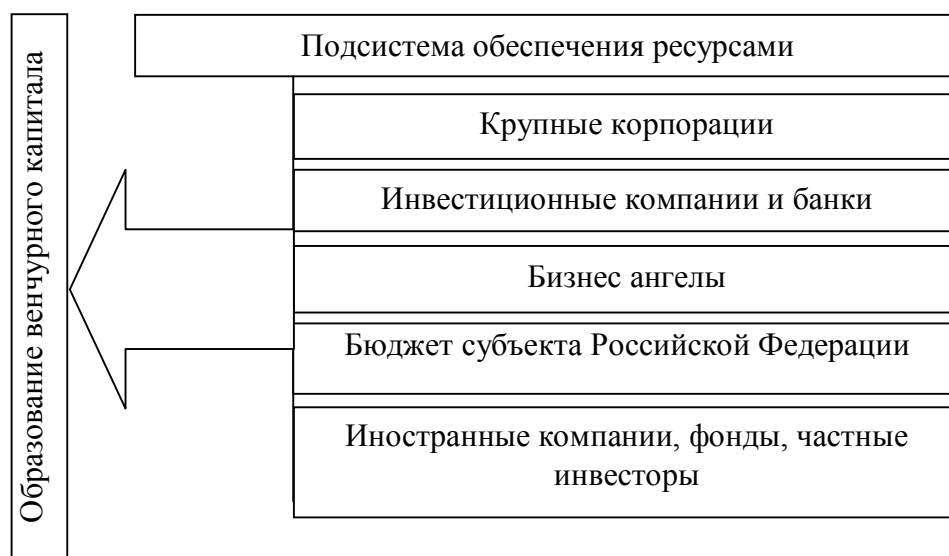 Образование венчурного капитала
Подсистема обеспечения ресурсами
Крупные корпорации
Инвестиционные компании и банки
Бизнес ангелы
Бюджет субъекта Российской Федерации
Иностранные компании, фонды, частные
инвесторы